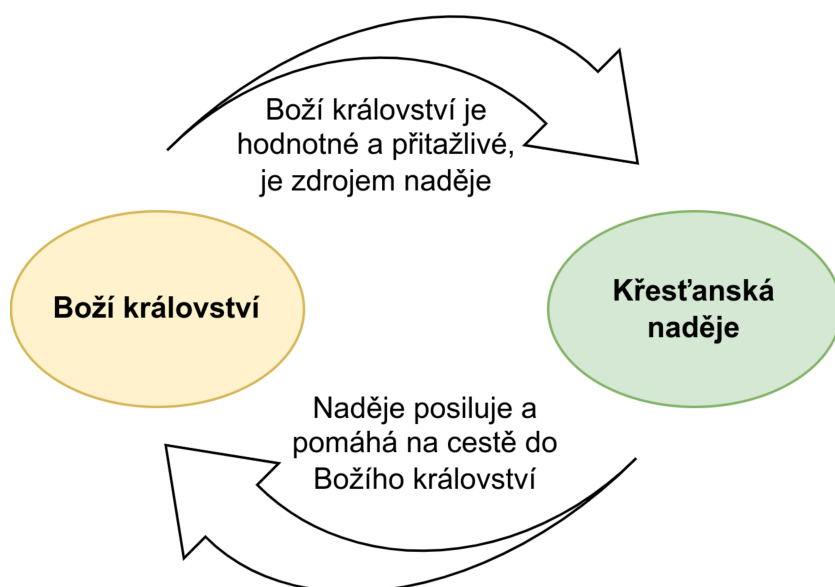 Boží království je
hodnotné a přitažlivé,
je zdrojem naděje
Boží království
Křesťanská
naděje
Naděje posiluje a
pomáhá na cestě do
Božího království